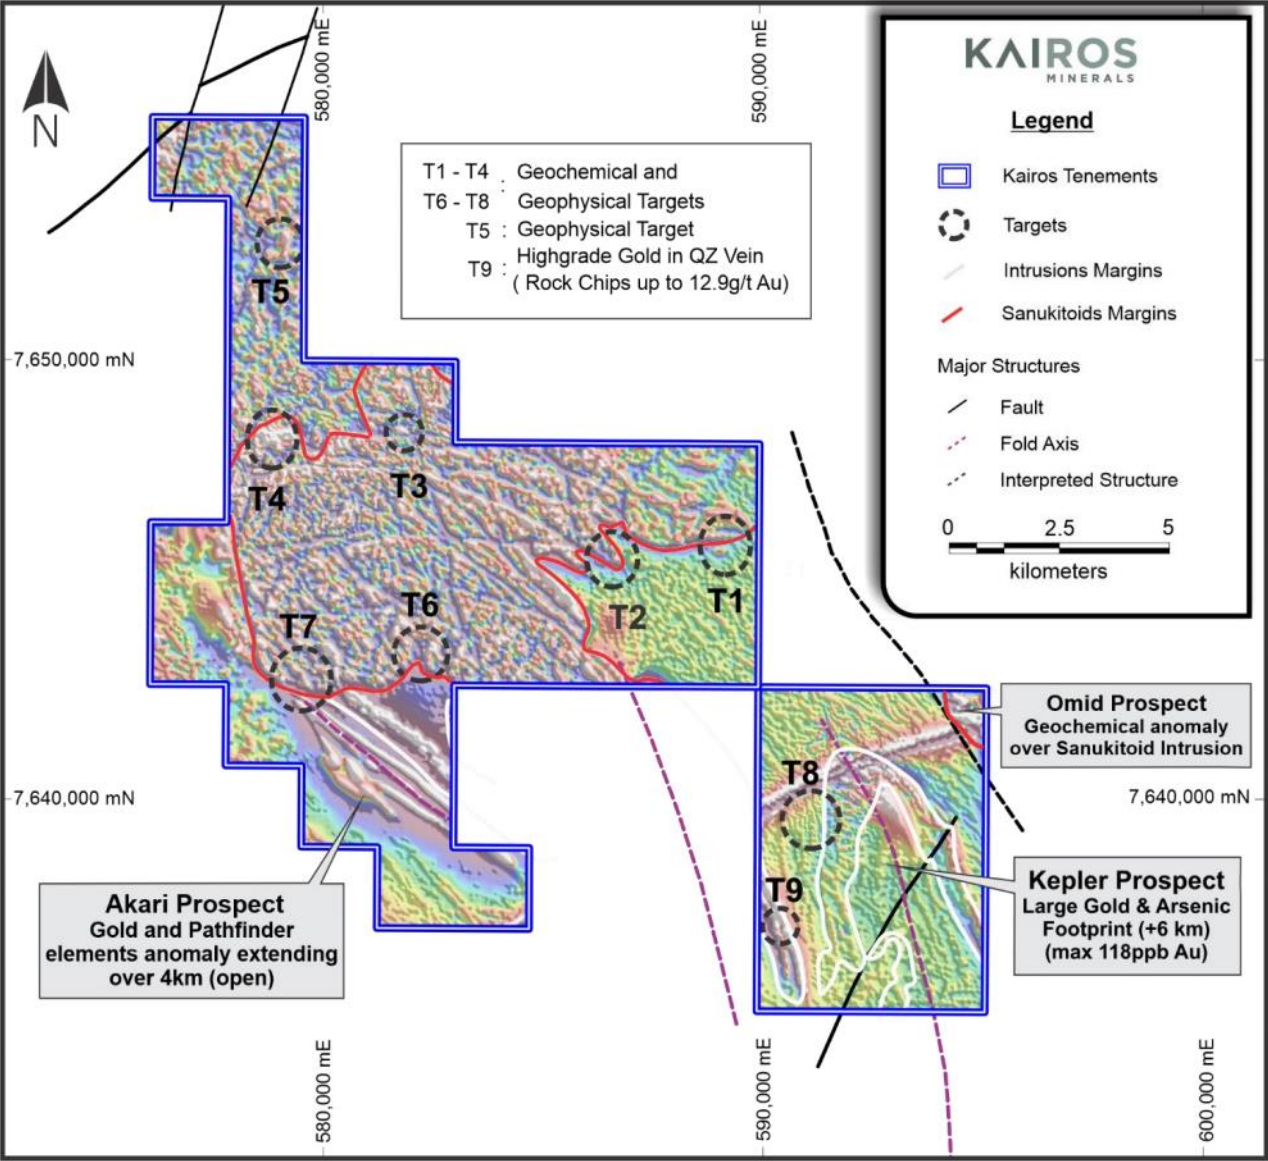 580,000 mE
590,000 mE
KAIROS
MINERALS
Legend
Kairos Tenements
Targets
Intrusions Margins
Sanukitoids Margins
Major Structures
Fault
Fold Axis
Interpreted Structure
0 2.5 5
kilometers
N
T1 - T4 : Geochemical and
T6 - T8 Geophysical Targets
T5 : Geophysical Target
T9 : Highgrade Gold in QZ Vein
( Rock Chips up to 12.9g/t Au)
T5
7,650,000 mN
T4
T3
T2
T1
T6
T7
Omid Prospect
Geochemical anomaly
over Sanukitoid Intrusion
T8
7,640,000 mN
7,640,000 mN
T9
Kepler Prospect
Large Gold & Arsenic
Footprint (+6 km)
(max 118ppb Au)
Akari Prospect
Gold and Pathfinder
elements anomaly extending
over 4km (open)
580,000 mE
590,000 mE
600,000 mE